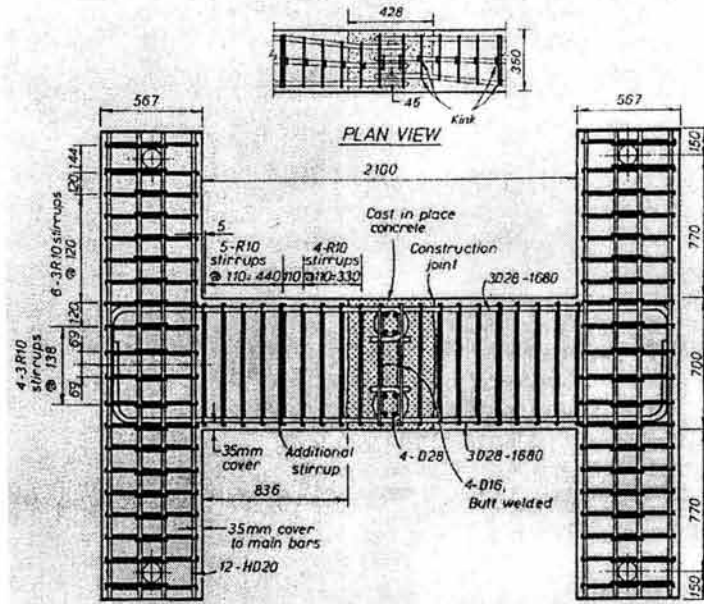 428
350
46
Kink
PLAN VIEW
567
567
2100
144
120
6-3R10
stirrups
@ 120
5
5-R10
stirrups
@ 110=440
110
4-R10
stirrups
@110=330
Cast in place
concrete
Construction
joint
3D28-1680
150
770
700
770
150
120
69
69
4-3R10
stirrups
@ 138
35mm
cover
Additional
stirrup
4-D28
3D28-1680
4-D16,
Butt welded
836
35mm cover
to main bars
12-HD20